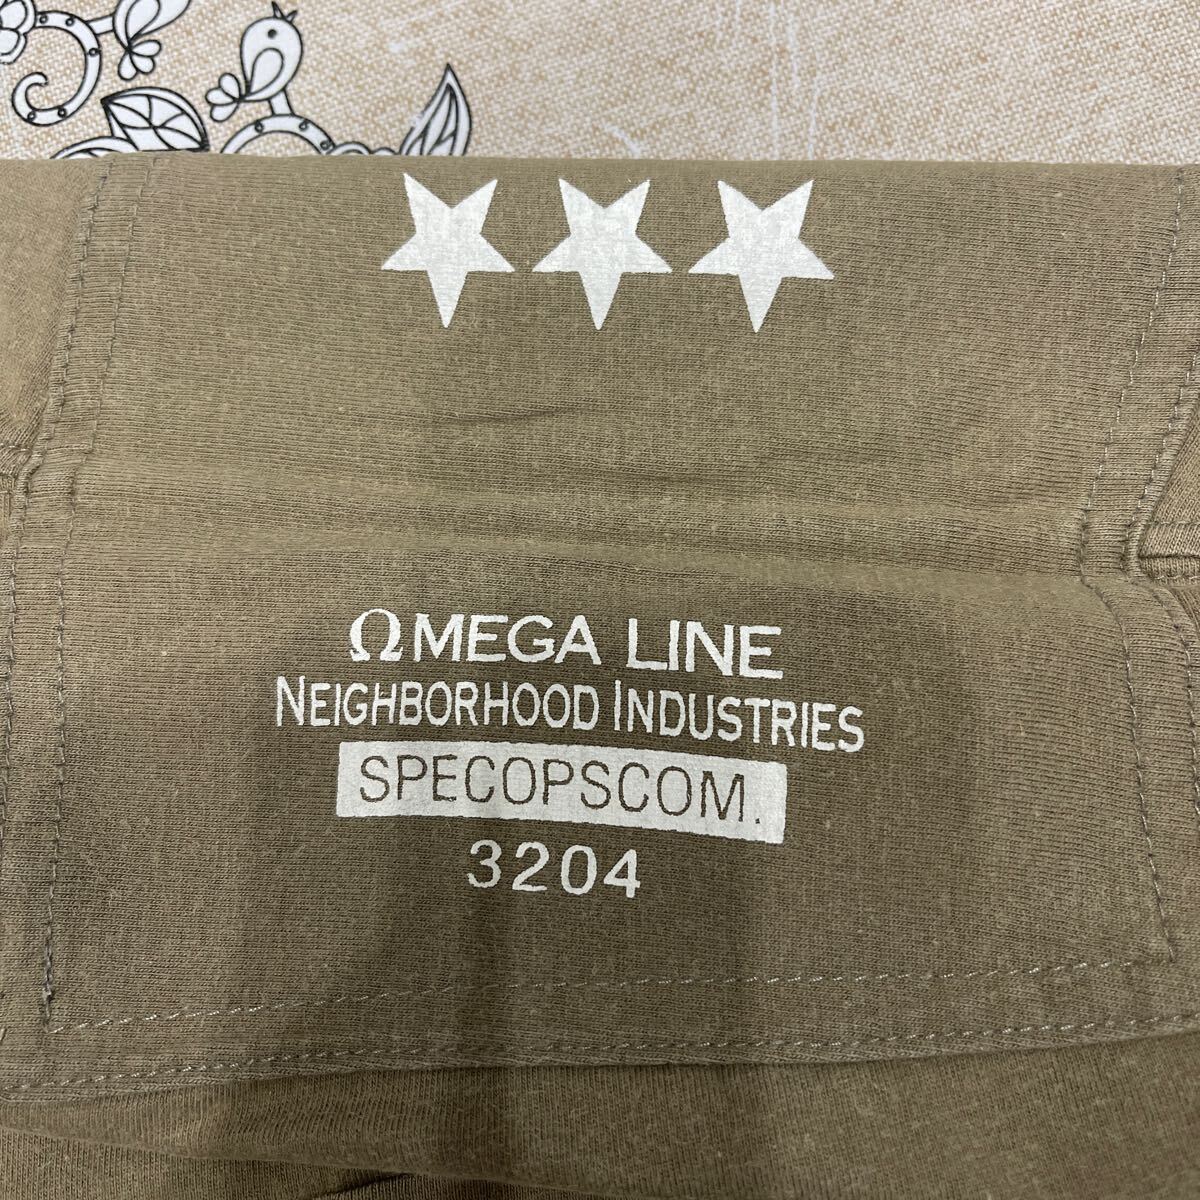 ΩMEGA LINE
NEIGHBORHOOD INDUSTRIES
SPECOPSCOM.
3204